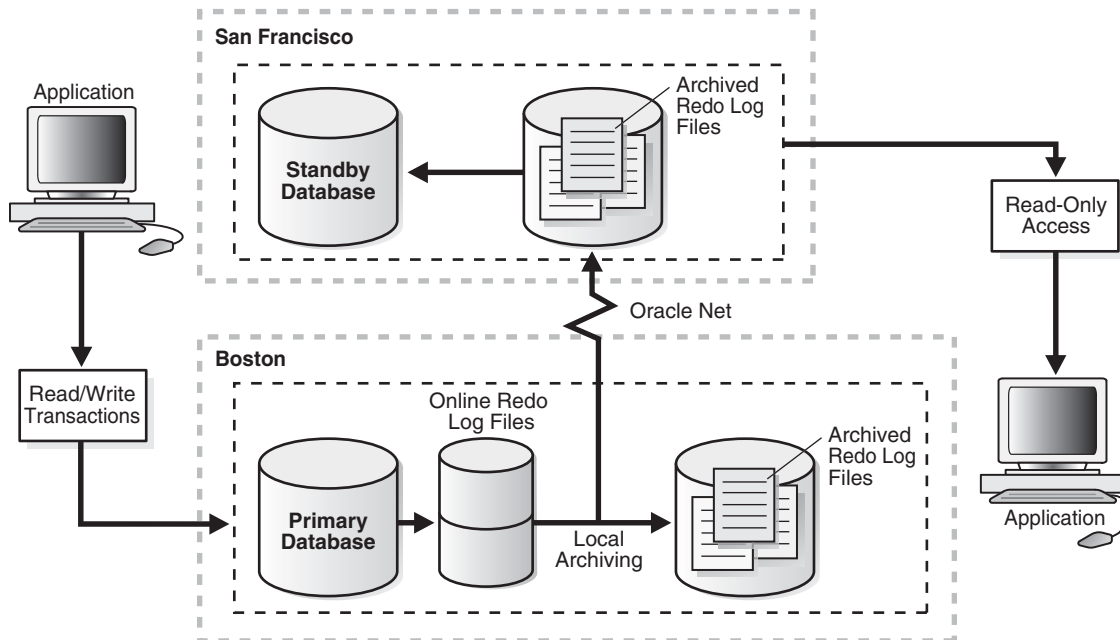 San Francisco
Application
Archived
Redo Log
Files
Standby
Database
Read-Only
Access
Oracle Net
Boston
Read/Write
Transactions
Online Redo
Log Files
Archived
Redo Log
Files
Primary
Database
Local
Archiving
Application